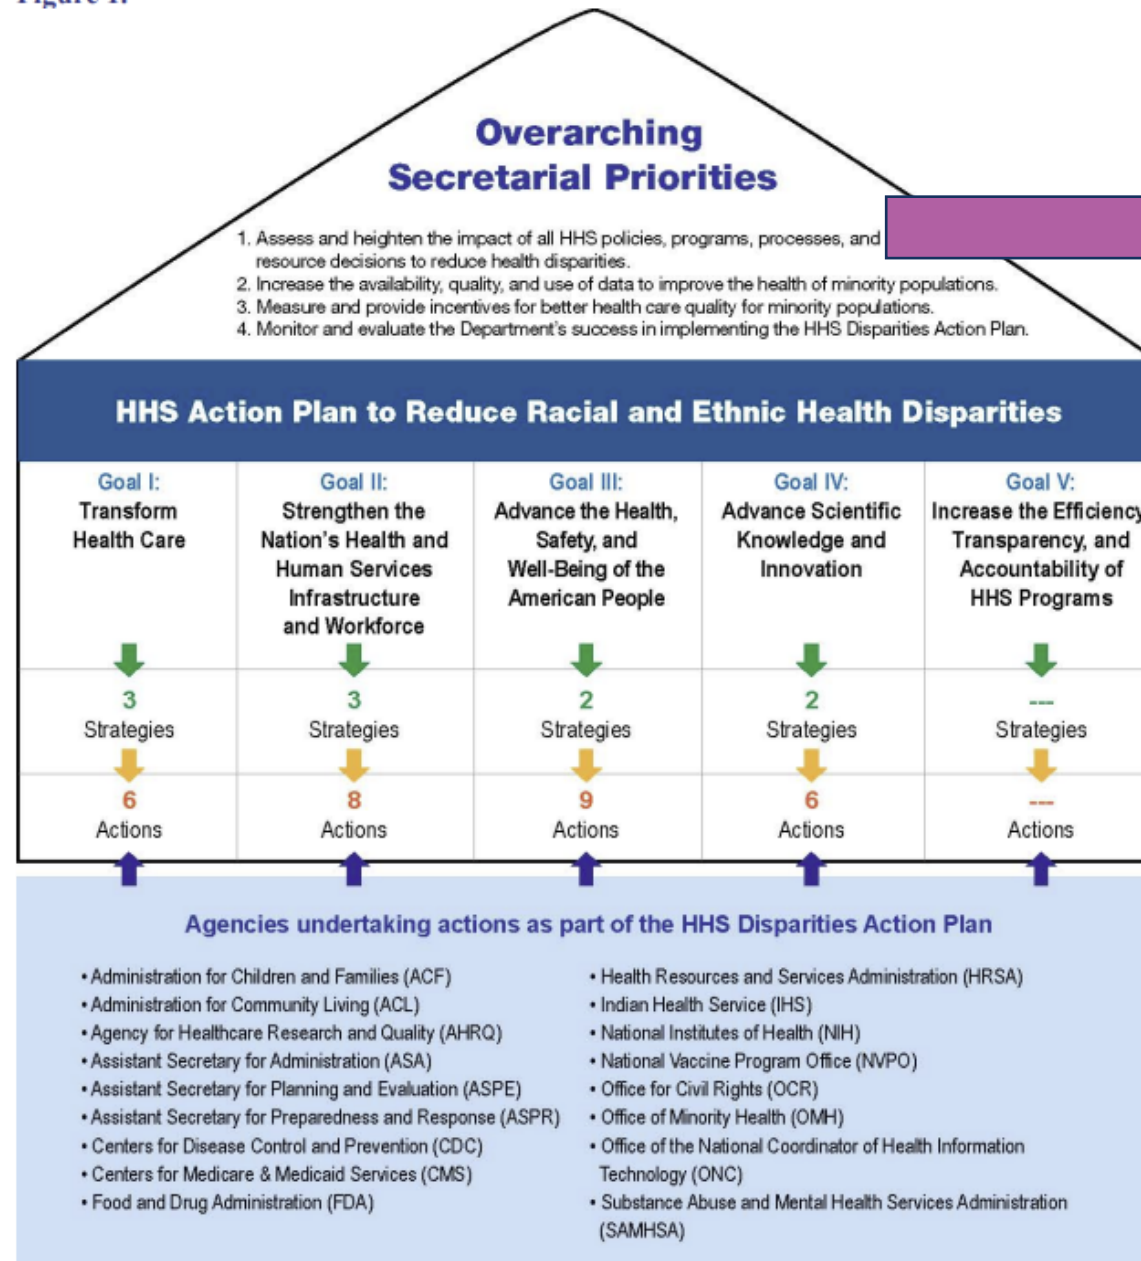 Figure 1.
Overarching
Secretarial Priorities
1. Assess and heighten the impact of all HHS policies, programs, processes, and
resource decisions to reduce health disparities.
2. Increase the availability, quality, and use of data to improve the health of minority populations.
3. Measure and provide incentives for better health care quality for minority populations.
4. Monitor and evaluate the Department's success in implementing the HHS Disparities Action Plan.
HHS Action Plan to Reduce Racial and Ethnic Health Disparities
Goal I:
Transform
Health Care
Goal II:
Strengthen the
Nation's Health and
Human Services
Infrastructure
and Workforce
Goal III:
Advance the Health,
Safety, and
Well-Being of the
American People
Goal IV:
Advance Scientific
Knowledge and
Innovation
Goal V:
Increase the Efficiency
Transparency, and
Accountability of
HHS Programs
3
Strategies
3
Strategies
2
Strategies
2
Strategies
---
Strategies
6
Actions
8
Actions
9
Actions
6
Actions
---
Actions
Agencies undertaking actions as part of the HHS Disparities Action Plan
• Administration for Children and Families (ACF)
• Administration for Community Living (ACL)
• Agency for Healthcare Research and Quality (AHRQ)
• Assistant Secretary for Administration (ASA)
• Assistant Secretary for Planning and Evaluation (ASPE)
• Assistant Secretary for Preparedness and Response (ASPR)
• Centers for Disease Control and Prevention (CDC)
• Centers for Medicare & Medicaid Services (CMS)
• Food and Drug Administration (FDA)
• Health Resources and Services Administration (HRSA)
• Indian Health Service (IHS)
• National Institutes of Health (NIH)
• National Vaccine Program Office (NVPO)
• Office for Civil Rights (OCR)
• Office of Minority Health (OMH)
• Office of the National Coordinator of Health Information
Technology (ONC)
• Substance Abuse and Mental Health Services Administration
(SAMHSA)